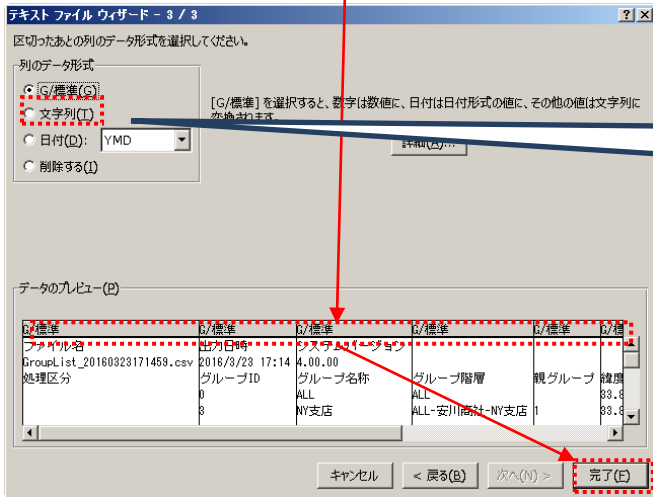 テキスト ファイル ウィザード - 3 / 3
区切ったあとの列のデータ形式を選択してください。
列のデータ形式
G/標準(G)
文字列(T)
日付(D): YMD
削除する(I)
[G/標準] を選択すると、数字は数値に、日付は日付形式の値に、その他の値は文字列に
変換されます。
詳細(A)...
データのプレビュー(P)
G/標準 G/標準 G/標準 G/標準 G/標準 G/標
ファイル名 出力日時 システムバージョン
GroupList_20160323171459.csv 2016/3/23 17:14 4.00.00
処理区分 グループID グループ名称 グループ階層 親グループ 緯度
0 ALL ALL 33.8
3 NY支店 ALL-安川商社-NY支店 1 33.8
キャンセル < 戻る(B) 次へ(N) > 完了(F)